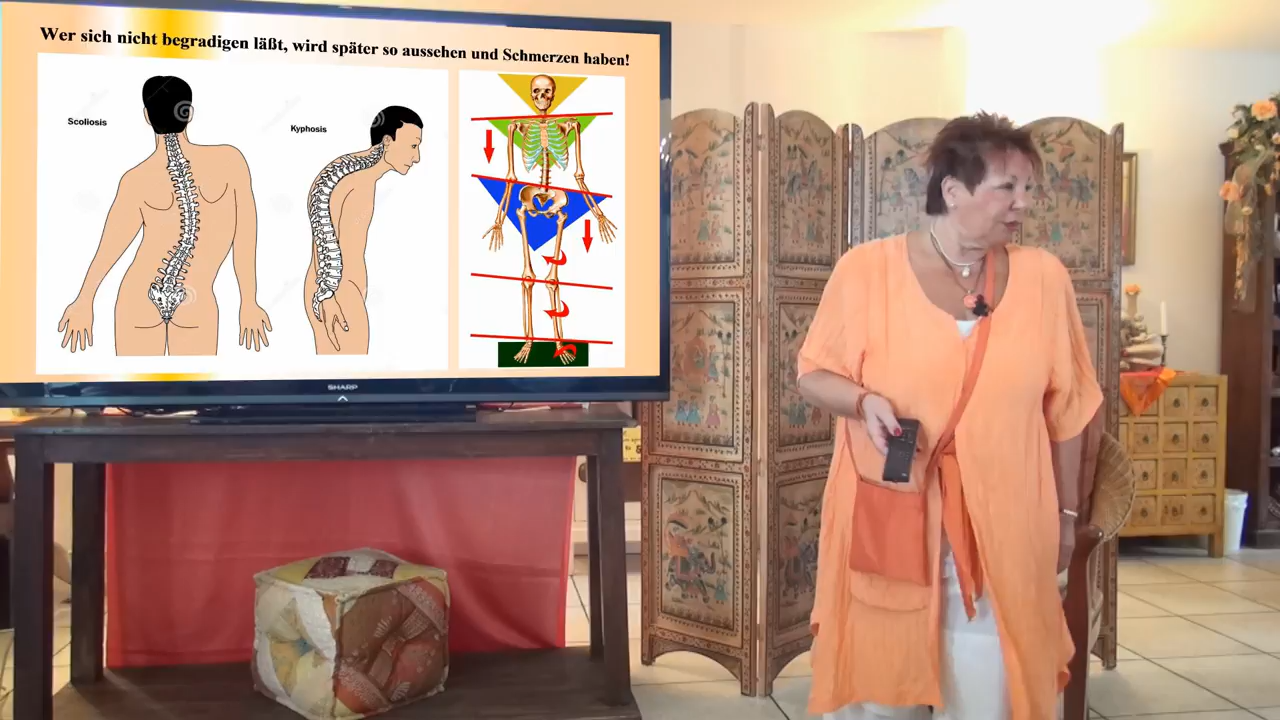 Wer sich nicht begradigen läßt, wird später so aussehen und Schmerzen haben!
Scoliosis
Kyphosis
SHARP